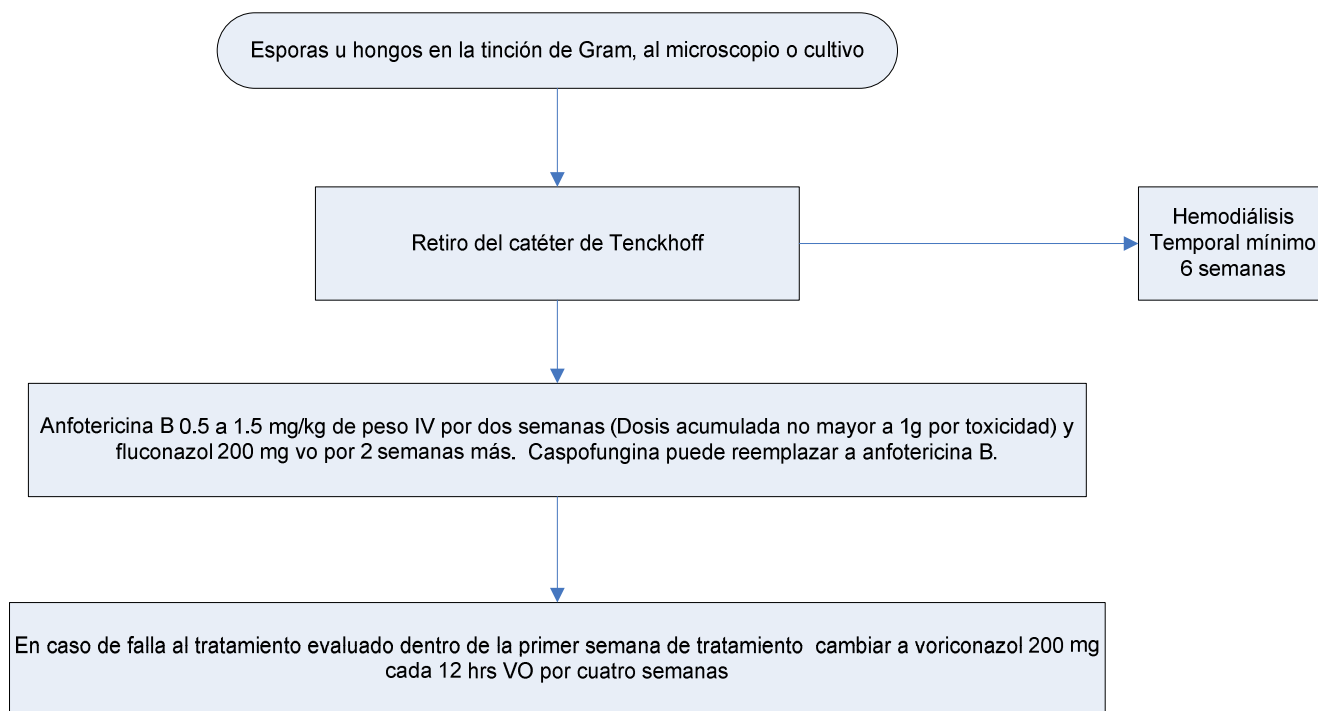 Esporas u hongos en la tinción de Gram, al microscopio o cultivo
Retiro del catéter de Tenckhoff
Hemodiálisis
Temporal mínimo
6 semanas
Anfotericina B 0.5 a 1.5 mg/kg de peso IV por dos semanas (Dosis acumulada no mayor a 1g por toxicidad) y
fluconazol 200 mg vo por 2 semanas más. Caspofungina puede reemplazar a anfotericina B.
En caso de falla al tratamiento evaluado dentro de la primer semana de tratamiento cambiar a voriconazol 200 mg
cada 12 hrs VO por cuatro semanas